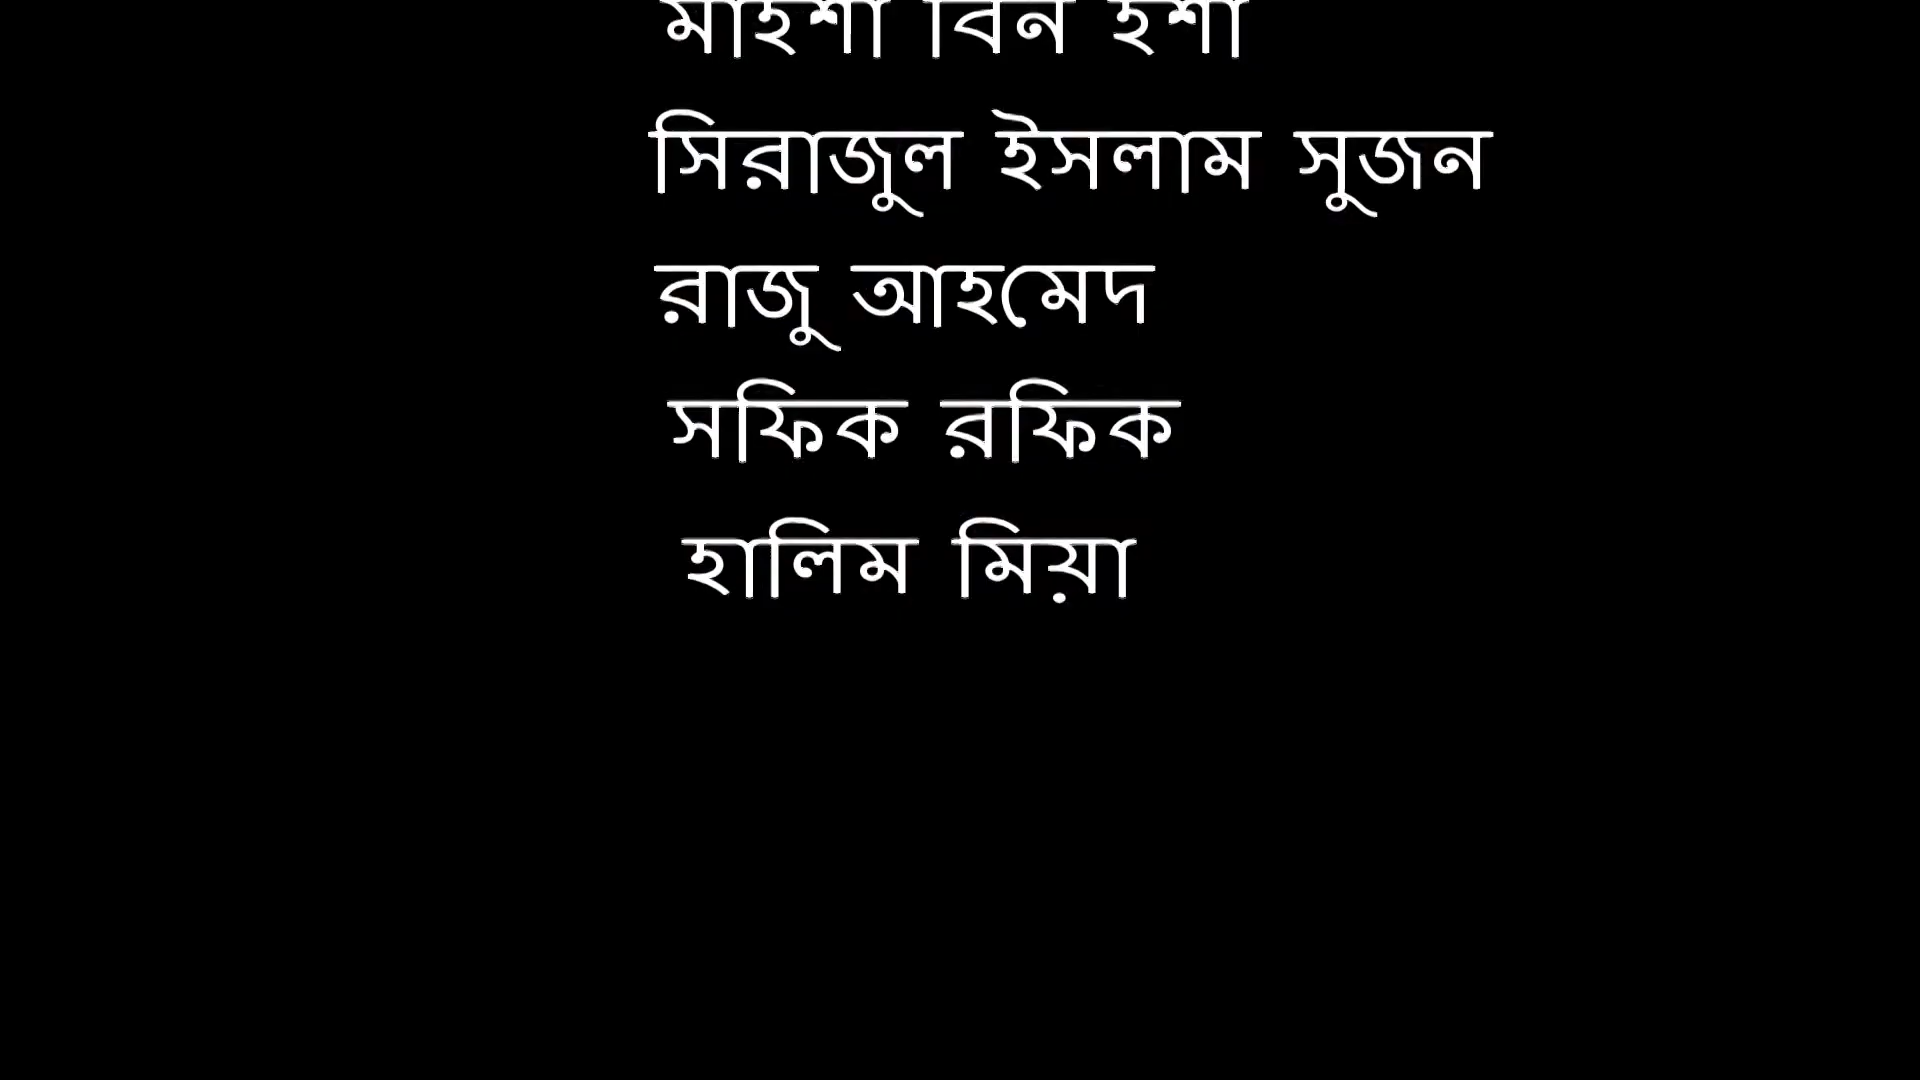 বিন
সিরাজুল ইসলাম সুজন
রাজু আহমেদ
সফিক রফিক
হালিম মিয়া